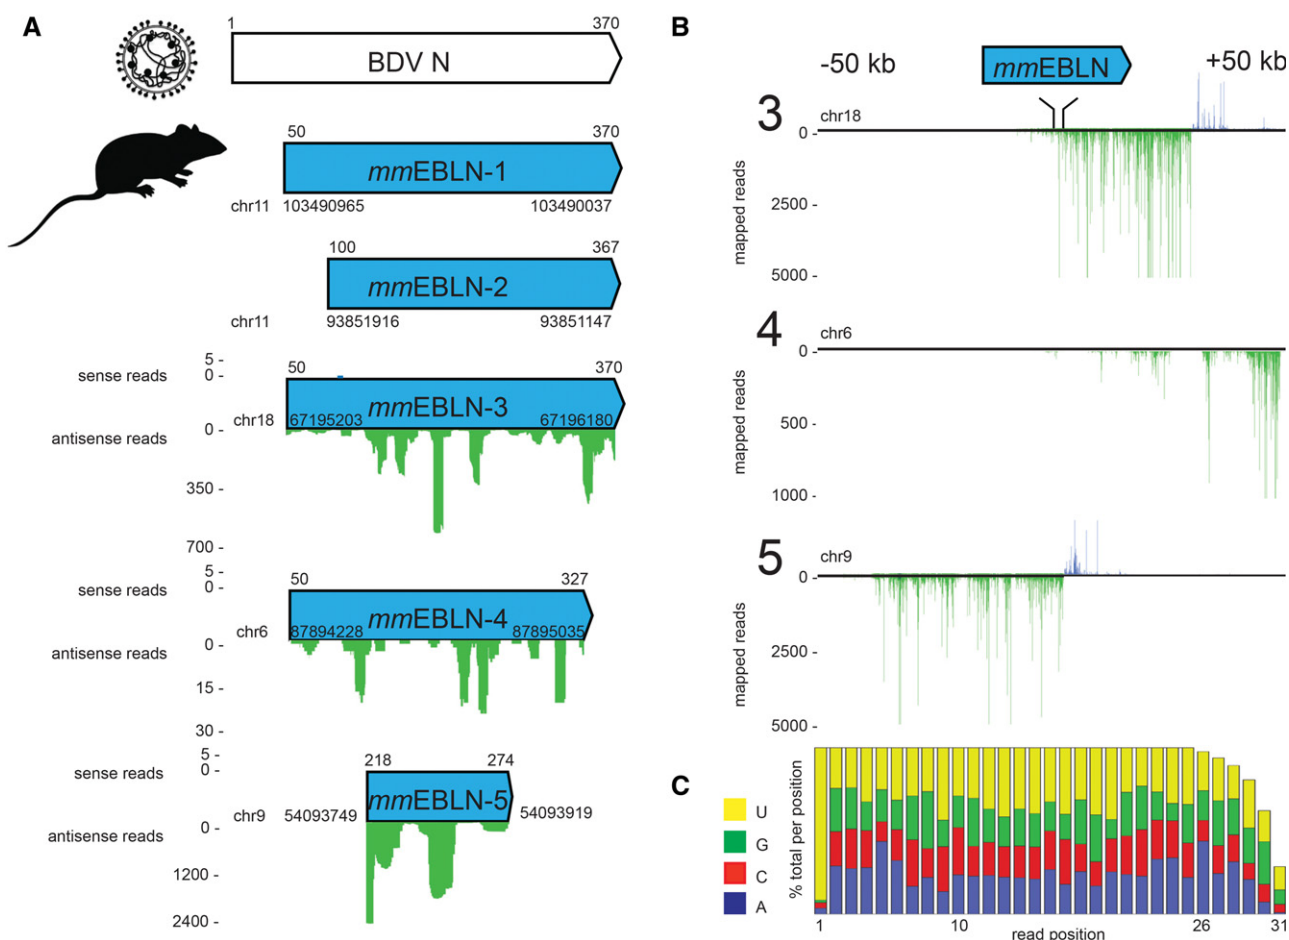 A
1 370
BDV N
50 370
mmEBLN-1
chr11 103490965 103490037
100 367
mmEBLN-2
chr11 93851916 93851147
5 -
sense reads 0 -
50 370
mmEBLN-3
chr18 67195203 67196180
antisense reads 0 -
350 -
700 -
5 -
sense reads 0 -
50 327
mmEBLN-4
chr6 87894228 87895035
antisense reads 0 -
15 -
30 -
5 -
sense reads 0 -
218 274
mmEBLN-5
chr9 54093749 54093919
antisense reads 0 -
1200 -
2400 -
B
-50 kb mmEBLN +50 kb
3 chr18
0 -
mapped reads
2500 -
5000 -
4 chr6
0 -
mapped reads
500 -
1000 -
5 chr9
0 -
mapped reads
2500 -
5000 -
C
U
G
C
A
% total per position
1 10 26 31
read position